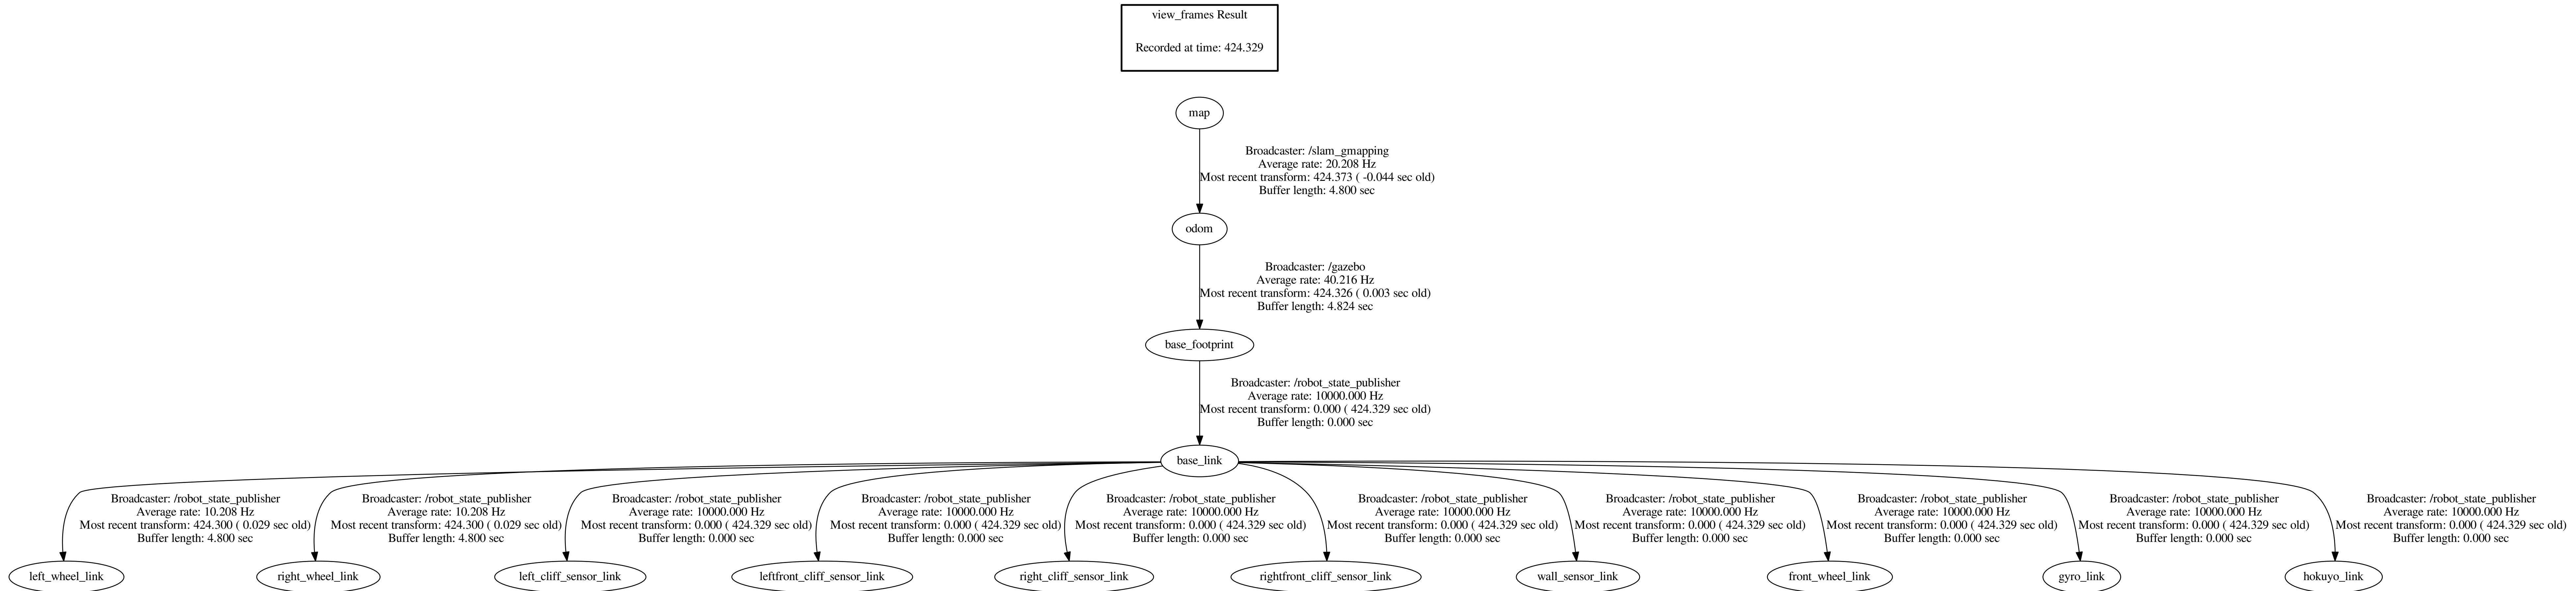 view_frames Result
Recorded at time: 424.329
map
Broadcaster: /slam_gmapping
Average rate: 20.208 Hz
Most recent transform: 424.373 ( -0.044 sec old)
Buffer length: 4.800 sec
odom
Broadcaster: /gazebo
Average rate: 40.216 Hz
Most recent transform: 424.326 ( 0.003 sec old)
Buffer length: 4.824 sec
base_footprint
Broadcaster: /robot_state_publisher
Average rate: 10000.000 Hz
Most recent transform: 0.000 ( 424.329 sec old)
Buffer length: 0.000 sec
base_link
Broadcaster: /robot_state_publisher
Average rate: 10.208 Hz
Most recent transform: 424.300 ( 0.029 sec old)
Buffer length: 4.800 sec
Broadcaster: /robot_state_publisher
Average rate: 10.208 Hz
Most recent transform: 424.300 ( 0.029 sec old)
Buffer length: 4.800 sec
Broadcaster: /robot_state_publisher
Average rate: 10000.000 Hz
Most recent transform: 0.000 ( 424.329 sec old)
Buffer length: 0.000 sec
Broadcaster: /robot_state_publisher
Average rate: 10000.000 Hz
Most recent transform: 0.000 ( 424.329 sec old)
Buffer length: 0.000 sec
Broadcaster: /robot_state_publisher
Average rate: 10000.000 Hz
Most recent transform: 0.000 ( 424.329 sec old)
Buffer length: 0.000 sec
Broadcaster: /robot_state_publisher
Average rate: 10000.000 Hz
Most recent transform: 0.000 ( 424.329 sec old)
Buffer length: 0.000 sec
Broadcaster: /robot_state_publisher
Average rate: 10000.000 Hz
Most recent transform: 0.000 ( 424.329 sec old)
Buffer length: 0.000 sec
Broadcaster: /robot_state_publisher
Average rate: 10000.000 Hz
Most recent transform: 0.000 ( 424.329 sec old)
Buffer length: 0.000 sec
Broadcaster: /robot_state_publisher
Average rate: 10000.000 Hz
Most recent transform: 0.000 ( 424.329 sec old)
Buffer length: 0.000 sec
Broadcaster: /robot_state_publisher
Average rate: 10000.000 Hz
Most recent transform: 0.000 ( 424.329 sec old)
Buffer length: 0.000 sec
left_wheel_link
right_wheel_link
left_cliff_sensor_link
leftfront_cliff_sensor_link
right_cliff_sensor_link
rightfront_cliff_sensor_link
wall_sensor_link
front_wheel_link
gyro_link
hokuyo_link